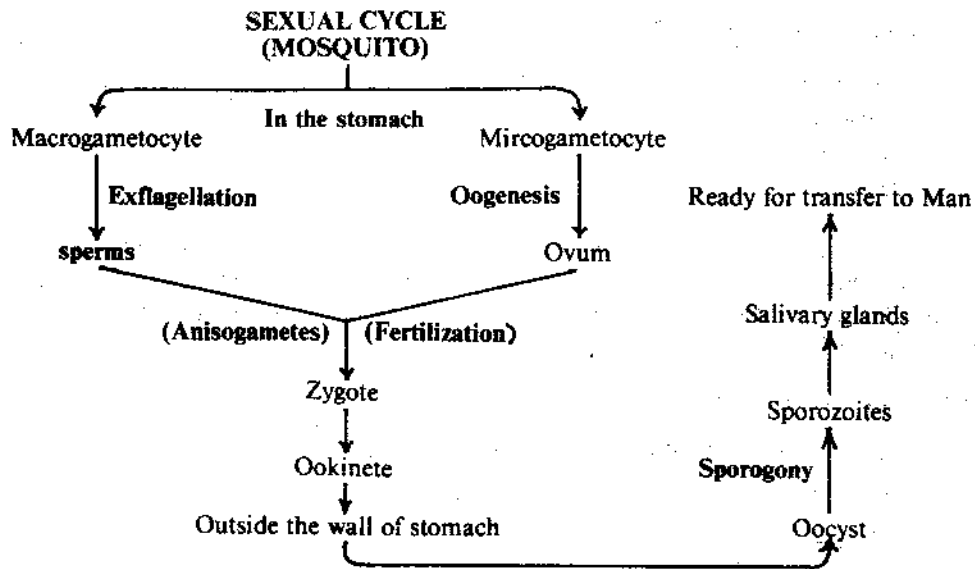 SEXUAL CYCLE
(MOSQUITO)
In the stomach
Macrogametocyte
Mircogametocyte
Exflagellation
Oogenesis
sperms
Ovum
(Anisogametes)
(Fertilization)
Zygote
Ookinete
Outside the wall of stomach
Oocyst
Sporogony
Sporozoites
Salivary glands
Ready for transfer to Man